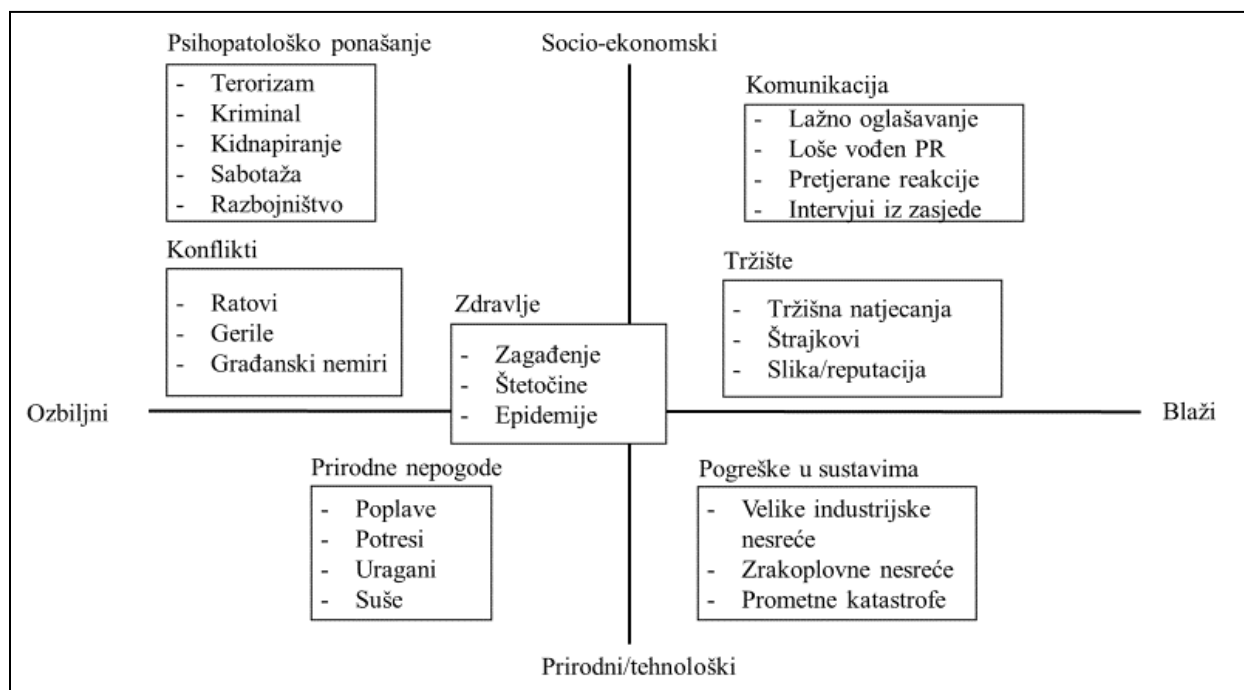 Psihopatološko ponašanje
- Terorizam
- Kriminal
- Kidnapiranje
- Sabotaža
- Razbojništvo
Socio-ekonomski
Komunikacija
- Lažno oglašavanje
- Loše vođen PR
- Pretjerane reakcije
- Intervjui iz zasjede
Konflikti
- Ratovi
- Gerile
- Građanski nemiri
Zdravlje
- Zagađenje
- Štetočine
- Epidemije
Tržište
- Tržišna natjecanja
- Štrajkovi
- Slika/reputacija
Ozbiljni
Blaži
Prirodne nepogode
- Poplave
- Potresi
- Uragani
- Suše
Pogreške u sustavima
- Velike industrijske
nesreće
- Zrakoplovne nesreće
- Prometne katastrofe
Prirodni/tehnološki